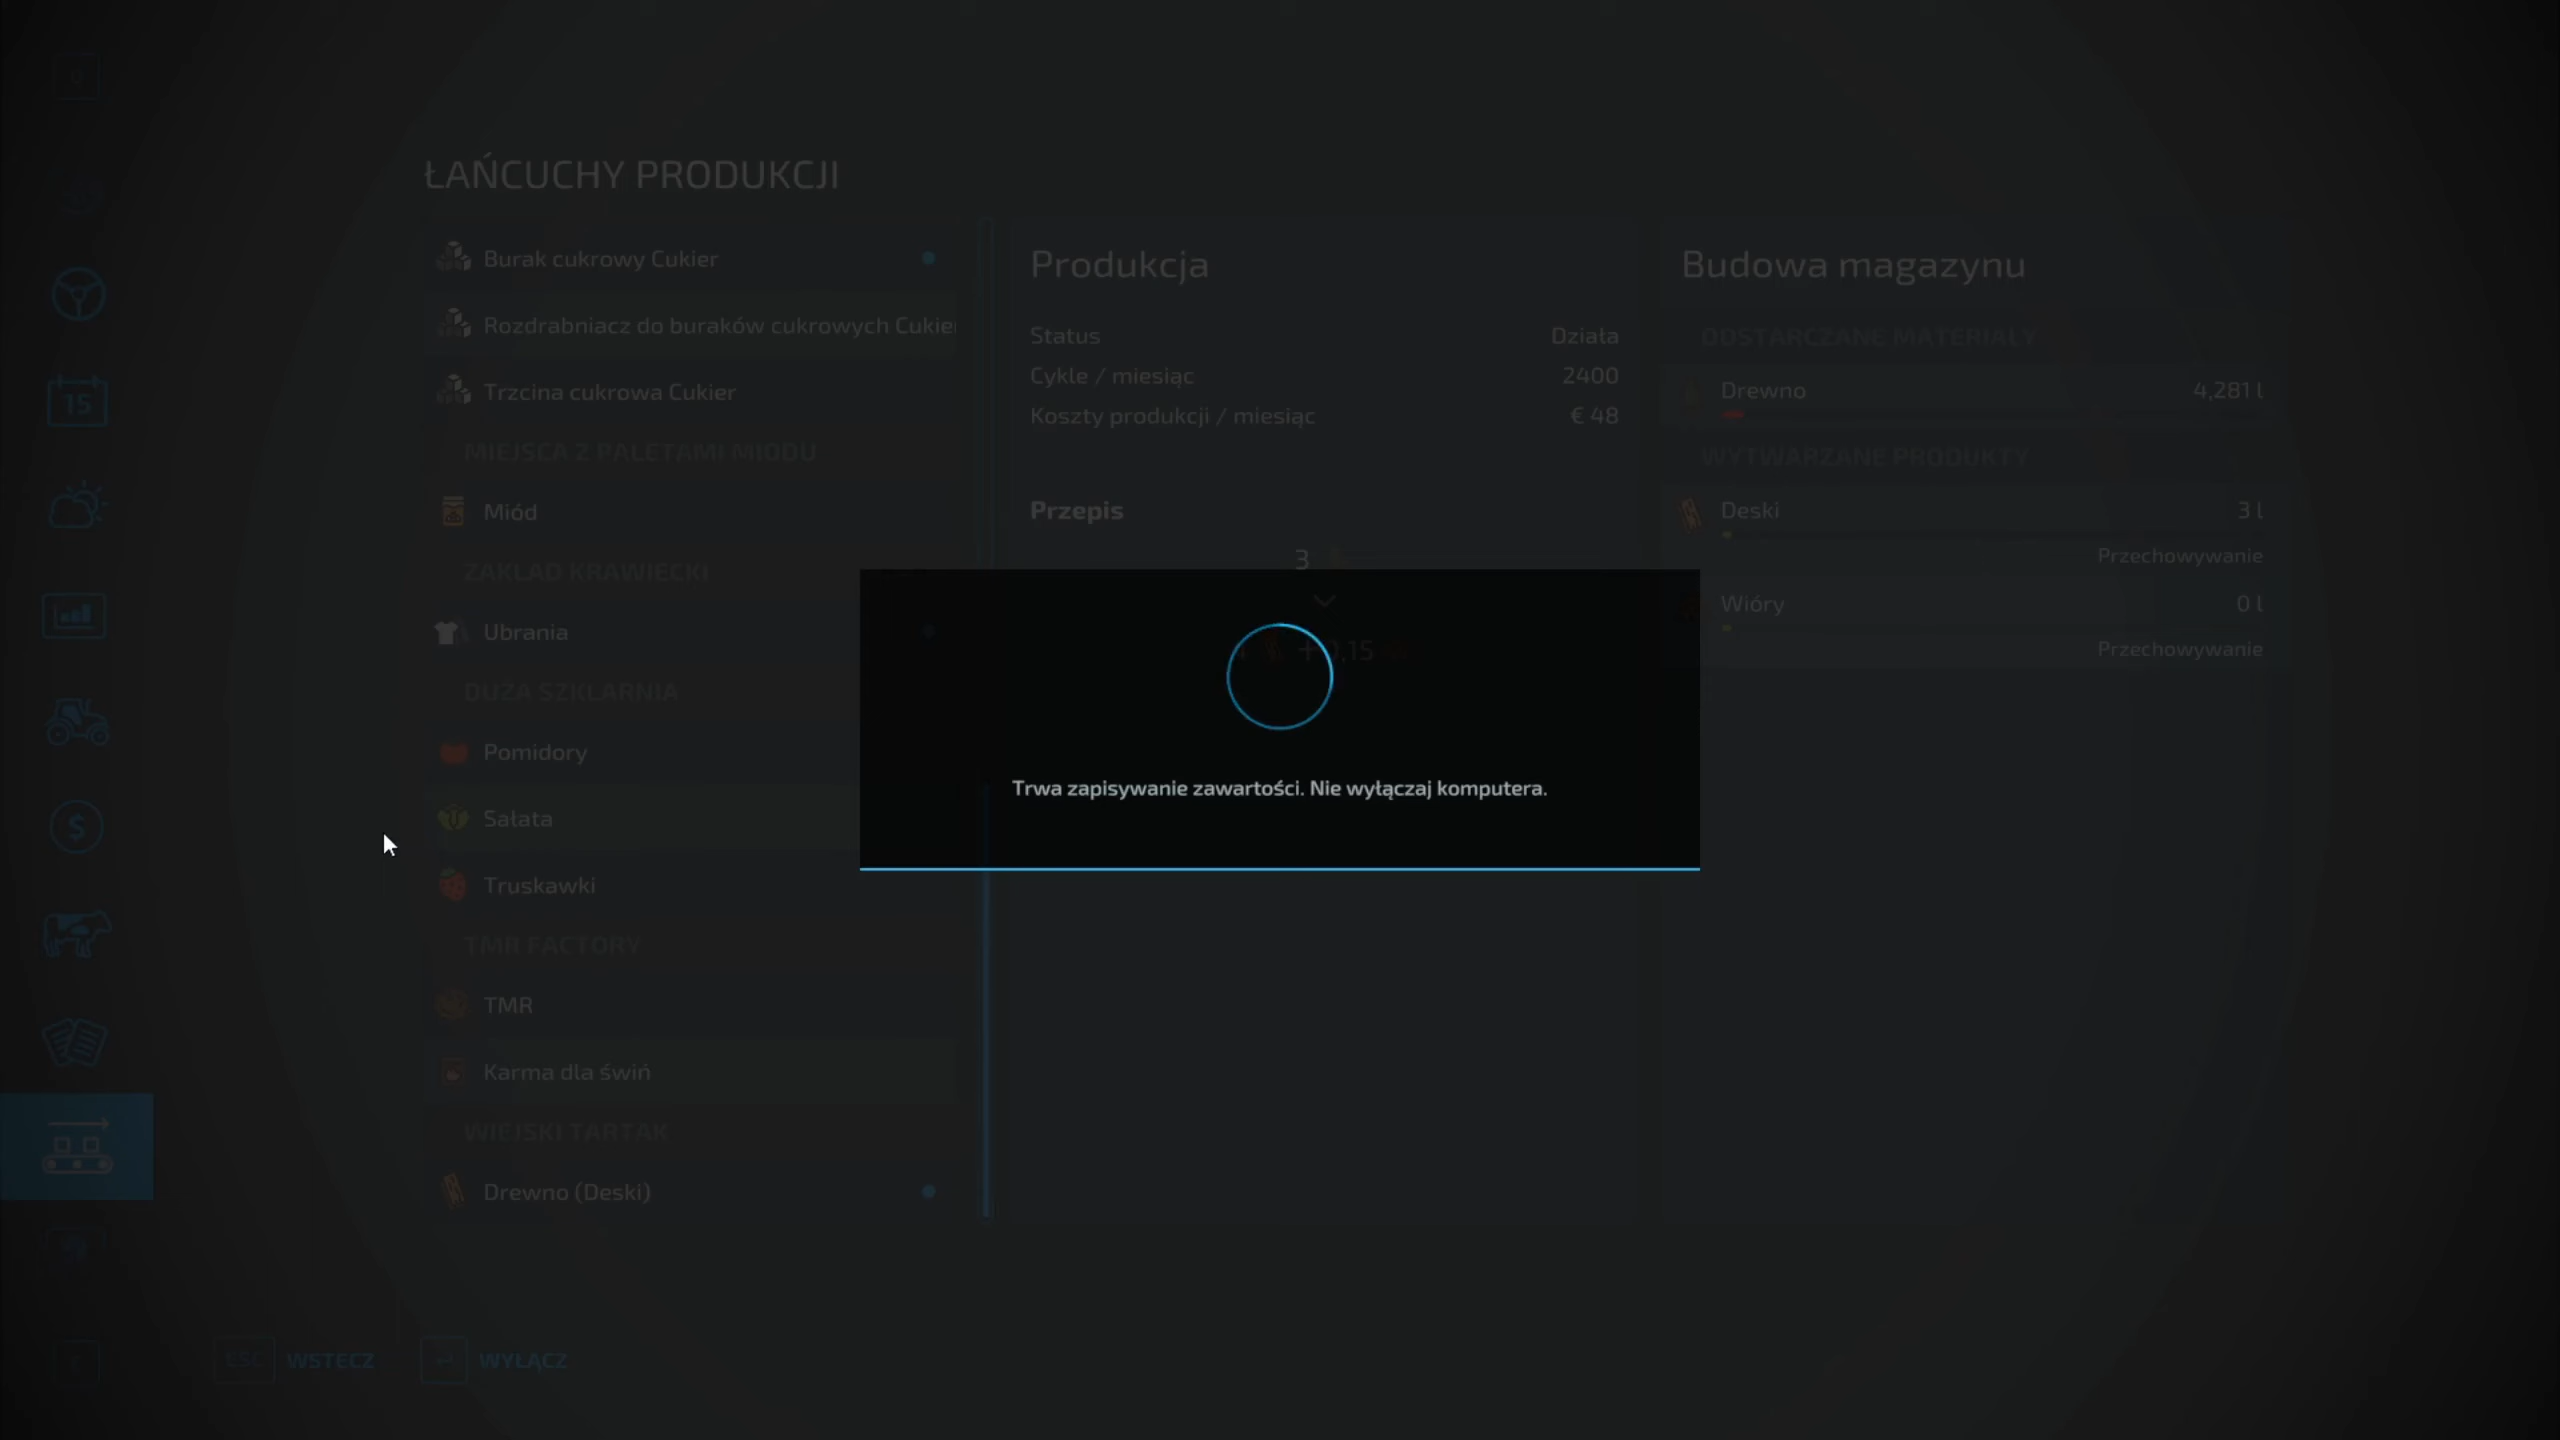 Q
ŁAŃCUCHY PRODUKCJI
Burak cukrowy Cukier
Rozdrabniacz do buraków cukrowych Cukier
Trzcina cukrowa Cukier
MIEJSCA Z PALETAMI MIODU
Miód
ZAKŁAD KRAWIECKI
Ubrania
DUŻA SZKLARNIA
Pomidory
Sałata
Truskawki
TMR FACTORY
TMR
Karma dla świń
WIEJSKI TARTAK
Drewno (Deski)
Produkcja
Status Działa
Cykle / miesiąc 2400
Koszty produkcji / miesiąc € 48
Przepis
3
+ 0,15
Budowa magazynu
ODSTARCZANE MATERIAŁY
Drewno 4,281 l
WYTWARZANE PRODUKTY
Deski 3 l
Przechowywanie
Wióry 0 l
Przechowywanie
Trwa zapisywanie zawartości. Nie wyłączaj komputera.
15
$
ESC WSTECZ
WYŁĄCZ